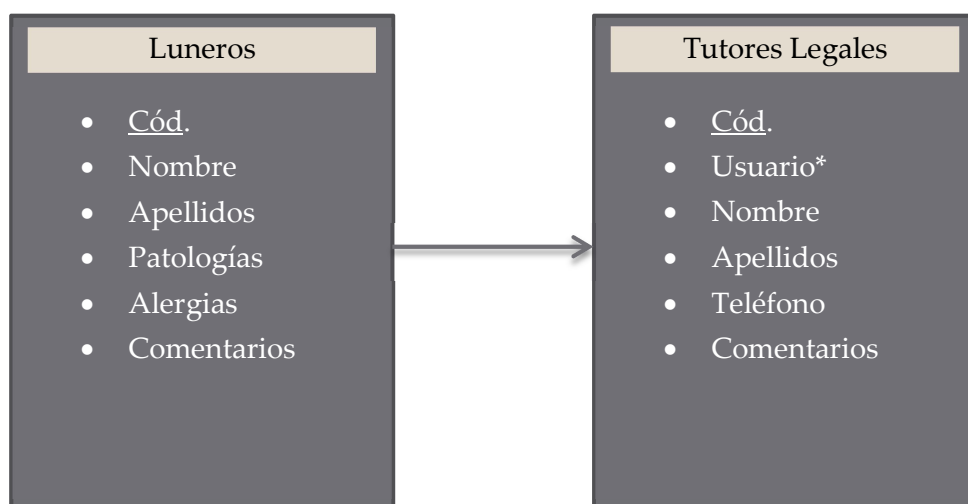 Luneros
• Cód.
• Nombre
• Apellidos
• Patologías
• Alergias
• Comentarios
Tutores Legales
• Cód.
• Usuario*
• Nombre
• Apellidos
• Teléfono
• Comentarios